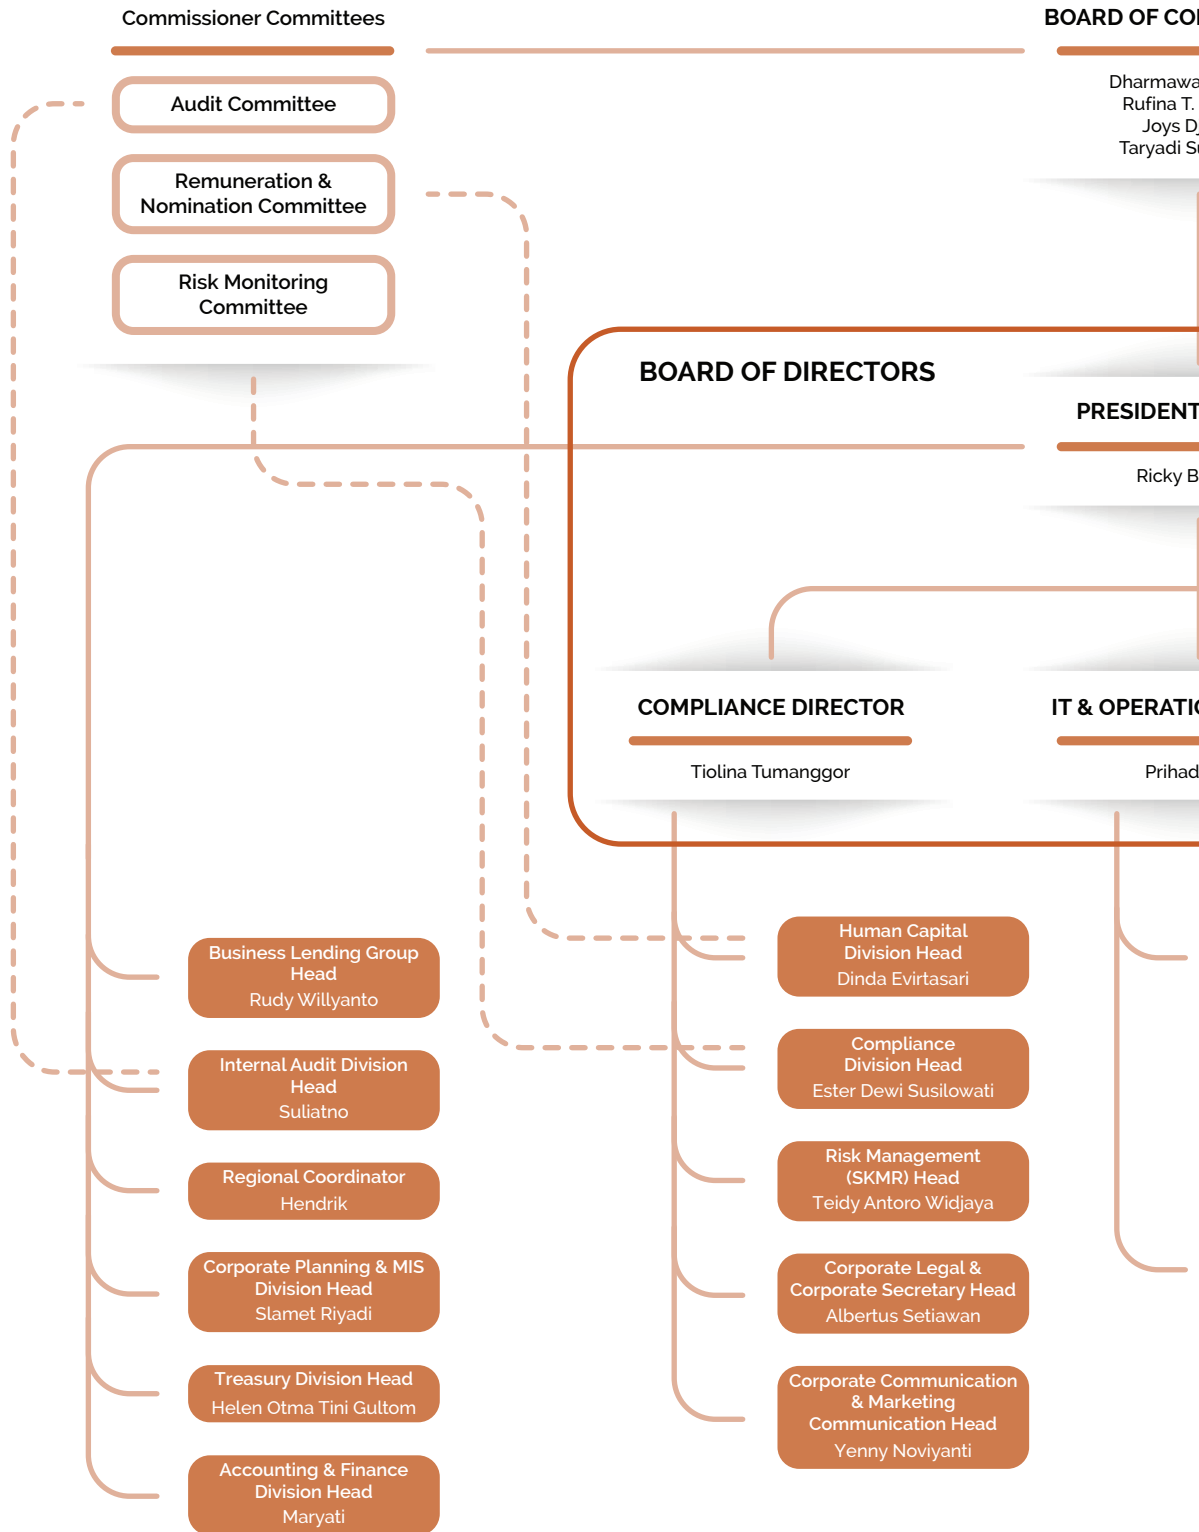 Commissioner Committees
Audit Committee
Remuneration &
Nomination Committee
Risk Monitoring
Committee
BOARD OF
Rufina T.
Joys
Taryadi
BOARD OF DIRECTORS
PRESIDENT
Ricky
COMPLIANCE DIRECTOR
Tiolina Tumanggor
IT &
Business Lending Group
Head
Rudy Willyanto
Internal Audit Division
Head
Suliatno
Regional Coordinator
Hendrik
Corporate Planning & MIS
Division Head
Slamet Riyadi
Treasury Division Head
Helen Otma Tini Gultom
Accounting & Finance
Division Head
Maryati
Human Capital
Division Head
Dinda Evirtasari
Compliance
Division Head
Ester Dewi Susilowati
Risk Management
(SKMR) Head
Teidy Antoro Widjaya
Corporate Legal &
Corporate Secretary Head
Albertus Setiawan
Corporate Communication
& Marketing
Communication Head
Yenny Noviyanti